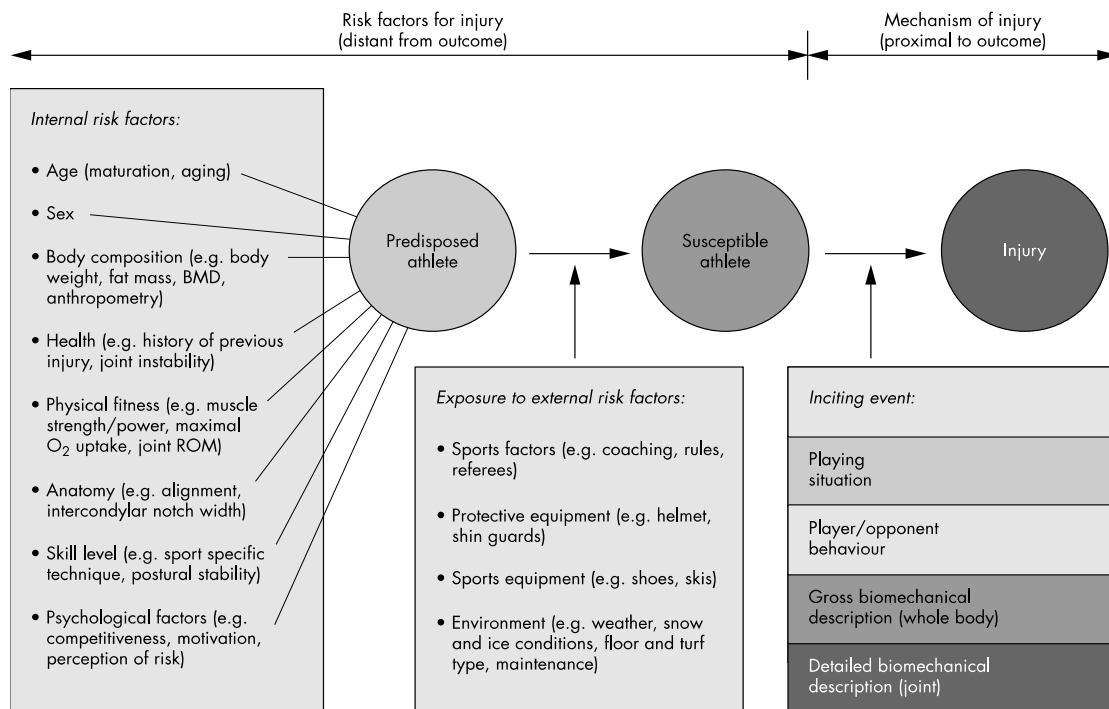 Risk factors for injury
(distant from outcome)
Mechanism of injury
(proximal to outcome)
Internal risk factors:
• Age (maturation, aging)
• Sex
• Body composition (e.g. body
weight, fat mass, BMD,
anthropometry)
• Health (e.g. history of previous
injury, joint instability)
• Physical fitness (e.g. muscle
strength/power, maximal
O2 uptake, joint ROM)
• Anatomy (e.g. alignment,
intercondylar notch width)
• Skill level (e.g. sport specific
technique, postural stability)
• Psychological factors (e.g.
competitiveness, motivation,
perception of risk)
Predisposed
athlete
Susceptible
athlete
Injury
Exposure to external risk factors:
• Sports factors (e.g. coaching, rules,
referees)
• Protective equipment (e.g. helmet,
shin guards)
• Sports equipment (e.g. shoes, skis)
• Environment (e.g. weather, snow
and ice conditions, floor and turf
type, maintenance)
Inciting event:
Playing
situation
Player/opponent
behaviour
Gross biomechanical
description (whole body)
Detailed biomechanical
description (joint)